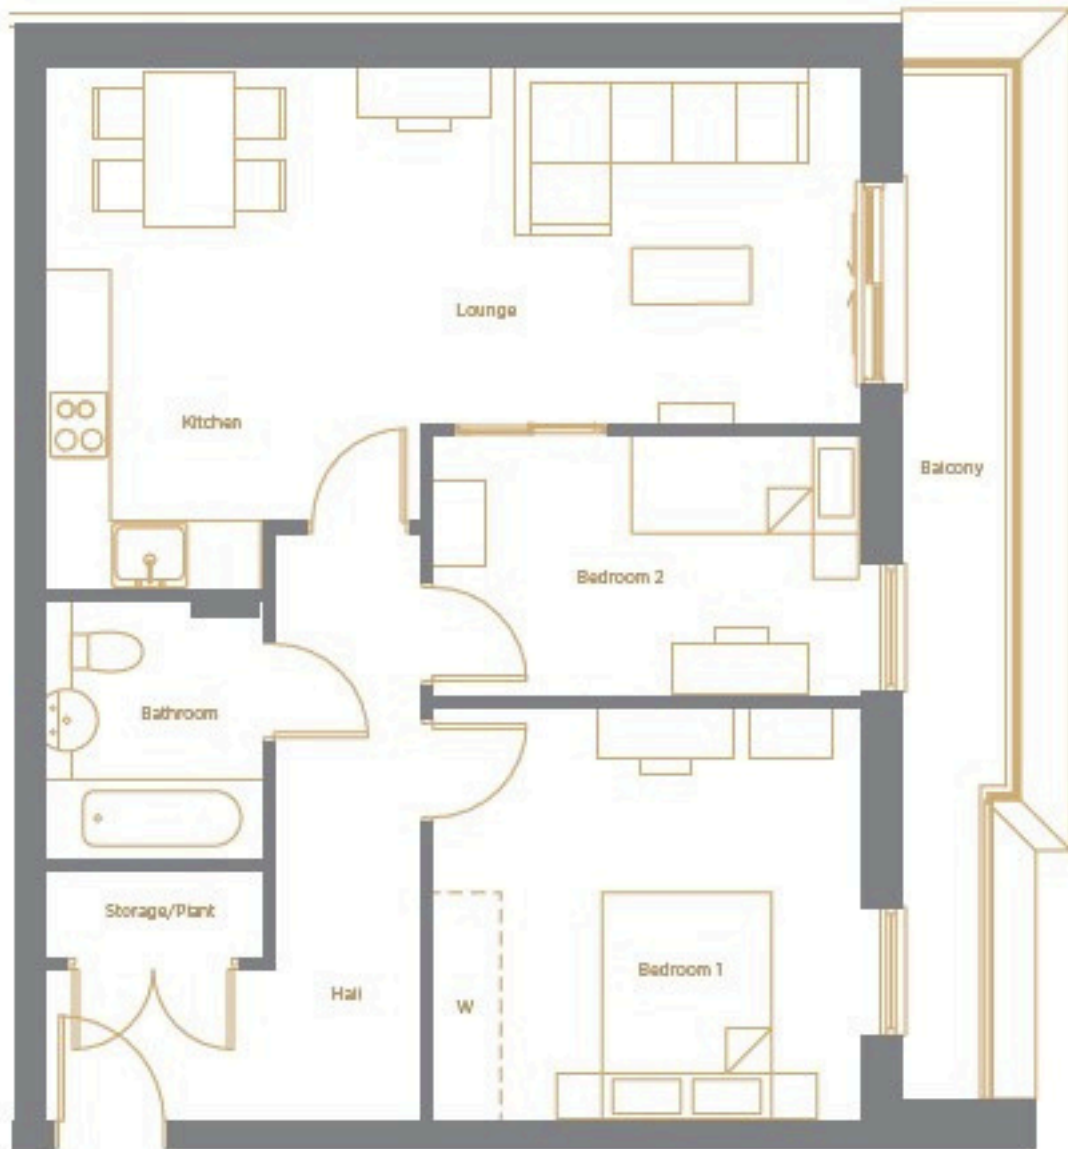 Lounge
Kitchen
Balcony
Bedroom 2
Bathroom
Storage/Plant
Bedroom 1
Hall
W